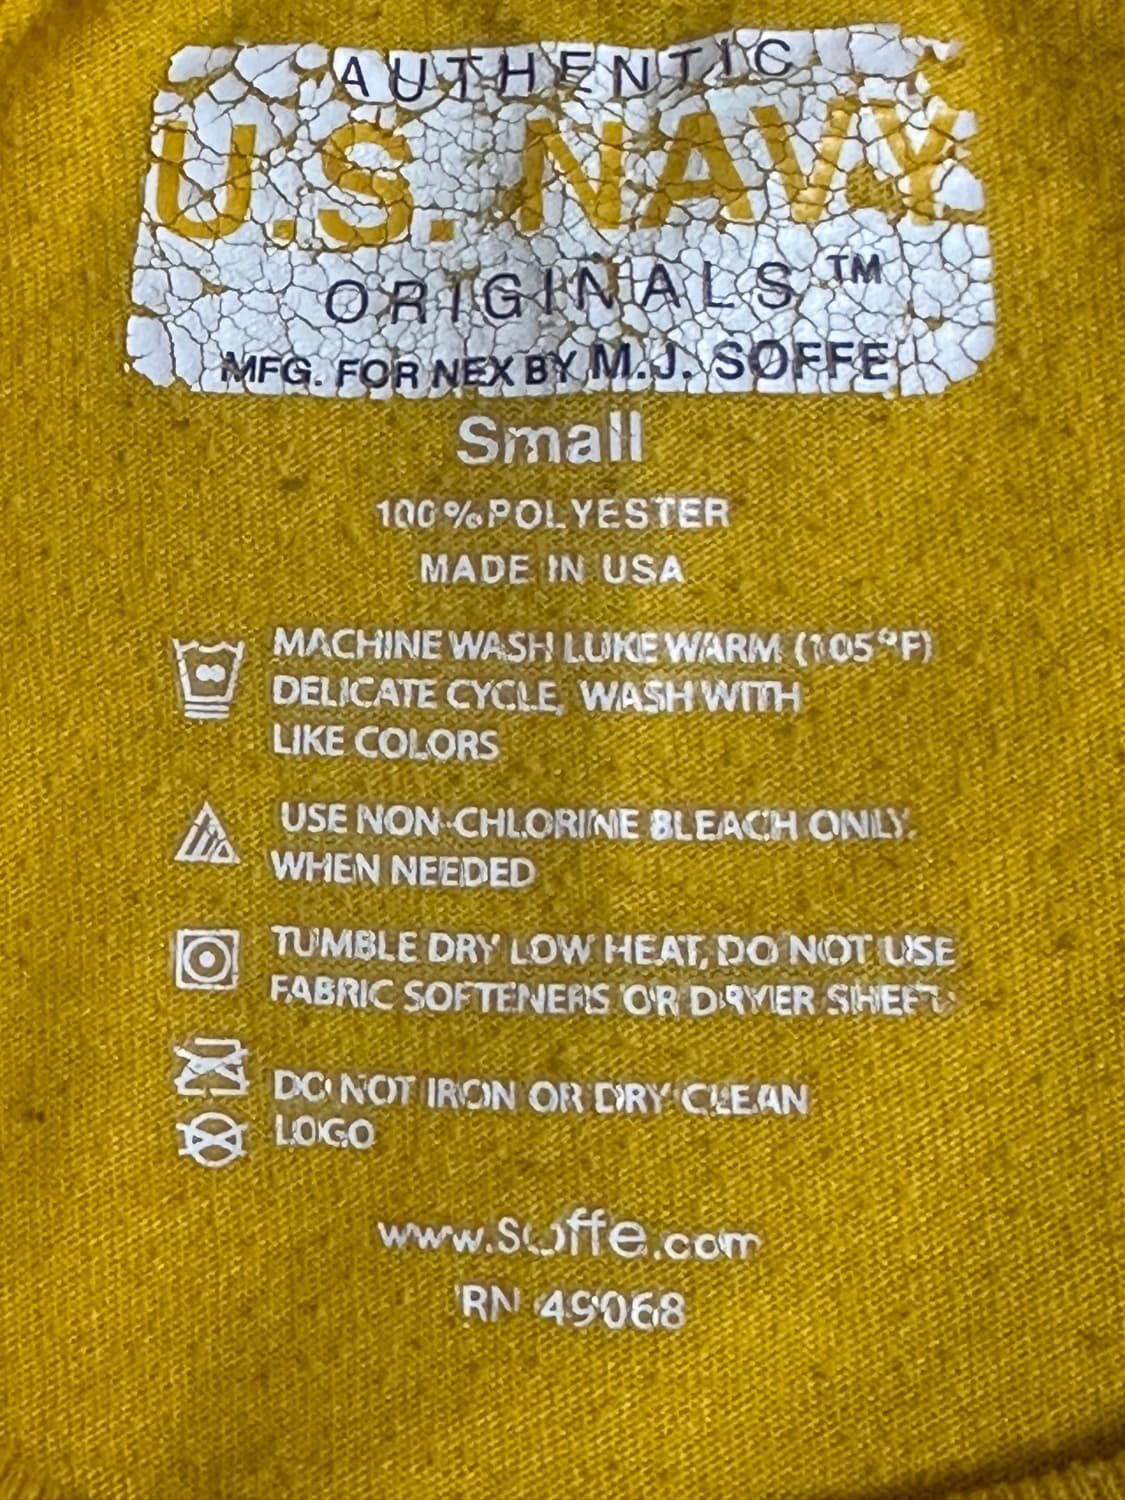 AUTHENTIC
U.S. NAVY
ORIGINALS™
MFG. FOR NEX BY M.J. SOFFE
Small
100% POLYESTER
MADE IN USA
MACHINE WASH LUKE WARM (105°F)
DELICATE CYCLE, WASH WITH
LIKE COLORS
USE NON-CHLORINE BLEACH ONLY.
WHEN NEEDED
TUMBLE DRY LOW HEAT, DO NOT USE
FABRIC SOFTENERS OR DRYER SHEET
DO NOT IRON OR DRY CLEAN
LOGO
www.Soffe.com
RN 49068